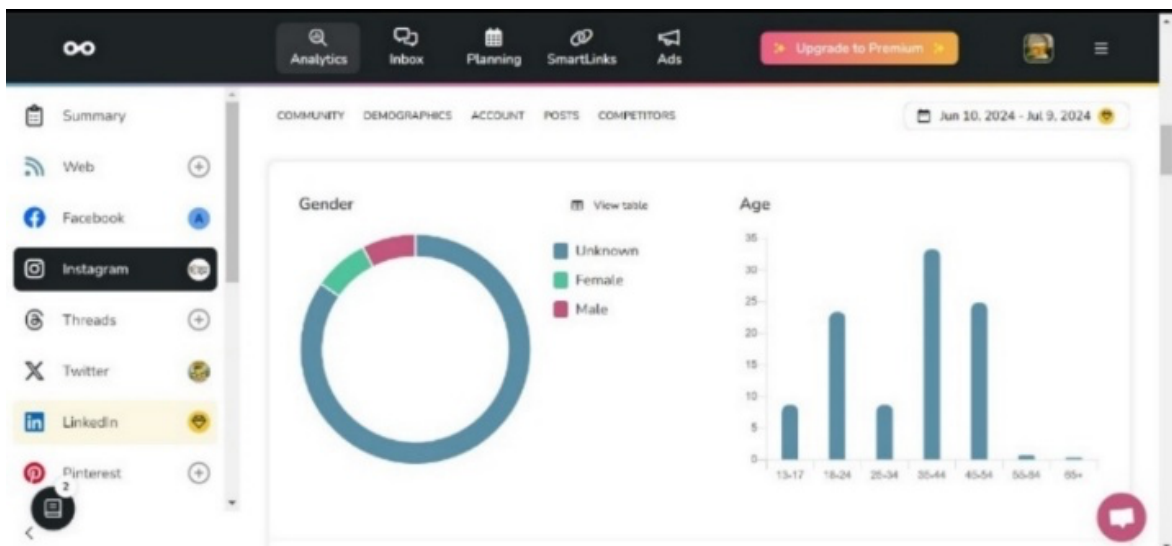 Analytics
Inbox
Planning
SmartLinks
Ads
Upgrade to Premium
Summary
Web
Facebook
A
Instagram
Threads
Twitter
LinkedIn
Pinterest
2
COMMUNITY DEMOGRAPHICS ACCOUNT POSTS COMPETITORS
Jun 10, 2024 - Jul 9, 2024
Gender
View table
Unknown
Female
Male
Age
35
30
25
20
15
10
5
0
13-17 18-24 25-34 35-44 45-54 55-64 65+